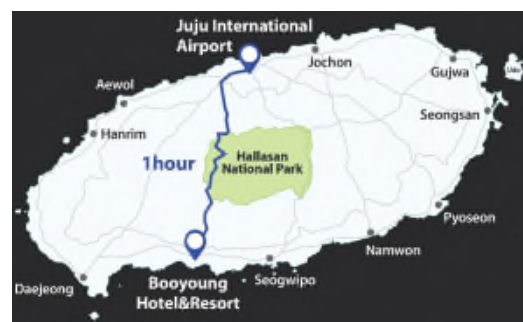 Juju International
Airport
Jochon
Gujwa
Udo
Aewol
Seongsan
Hanrim
1hour
Hallasan
National Park
Pyoseon
Namwon
Seogwipo
Daejeong
Booyoung
Hotel&Resort